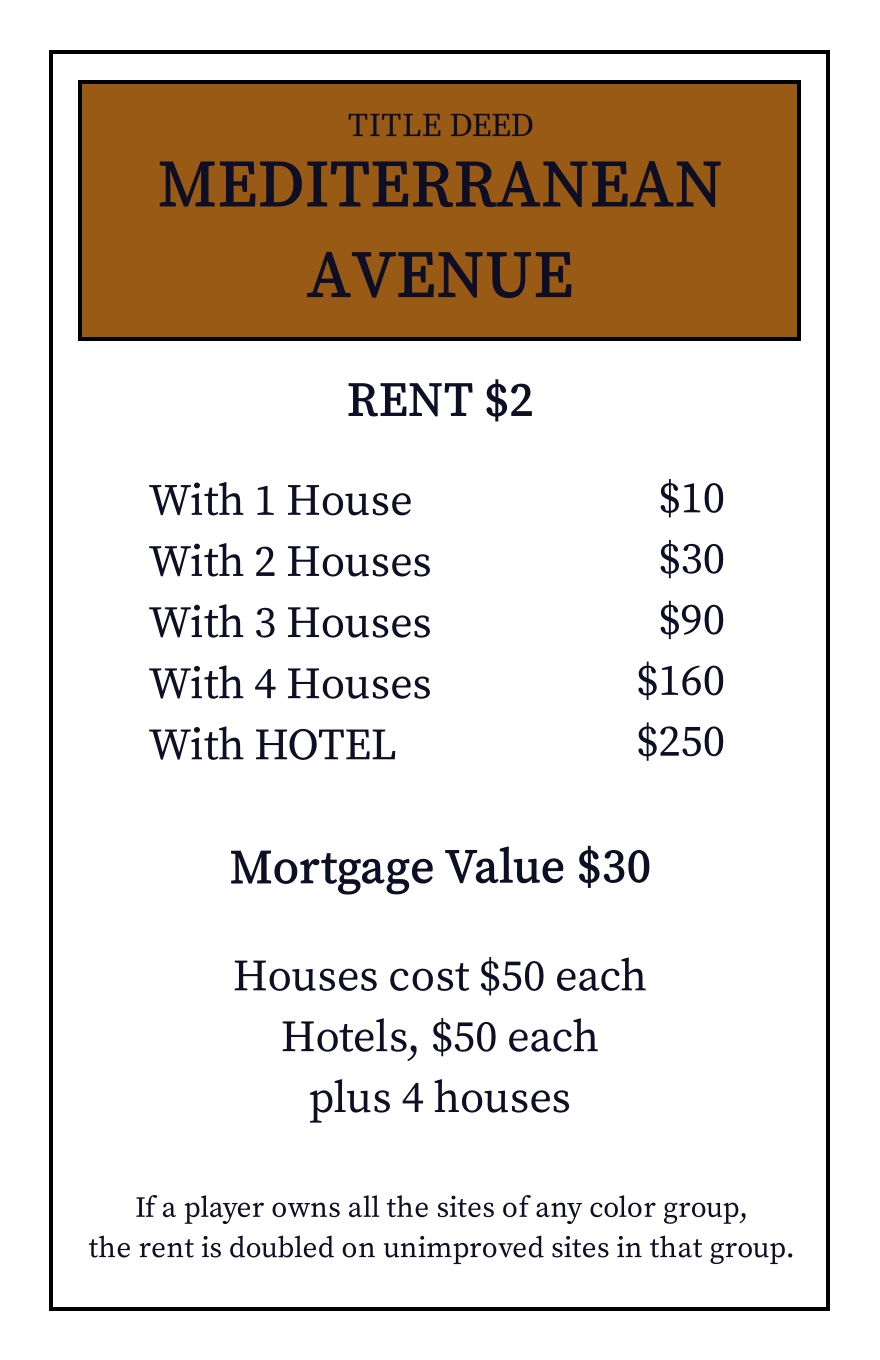 TITLE DEED
MEDITERRANEAN
AVENUE
RENT $2
With 1 House $10
With 2 Houses $30
With 3 Houses $90
With 4 Houses $160
With HOTEL $250
Mortgage Value $30
Houses cost $50 each
Hotels, $50 each
plus 4 houses
If a player owns all the sites of any color group,
the rent is doubled on unimproved sites in that group.